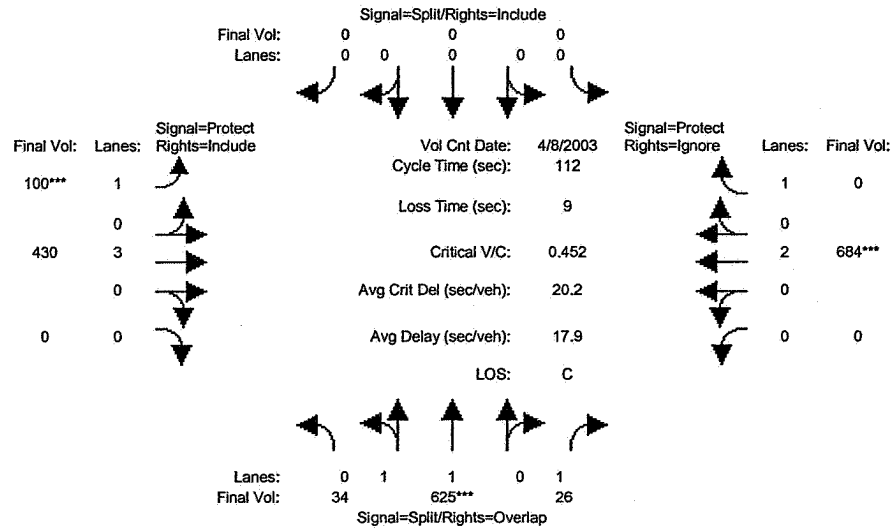 Signal=Split/Rights=Include
Final Vol: 0 0 0
Lanes: 0 0 0 0 0
Signal=Protect Signal=Protect
Final Vol: Lanes: Rights=Include Vol Cnt Date: 4/8/2003 Rights=Ignore Lanes: Final Vol:
Cycle Time (sec): 112
100*** 1 1 0
Loss Time (sec): 9
0 0
430 3 Critical V/C: 0.452 2 684***
0 Avg Crit Del (sec/veh): 20.2 0
0 0 Avg Delay (sec/veh): 17.9 0 0
LOS: C
Lanes: 0 1 1 0 1
Final Vol: 34 625*** 26
Signal=Split/Rights=Overlap